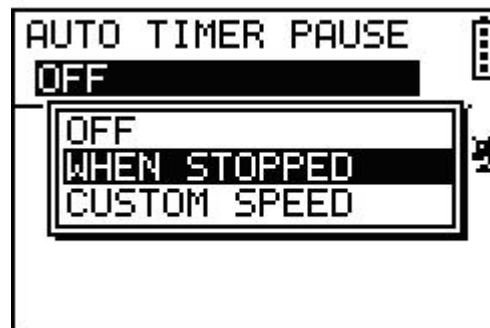 AUTO TIMER PAUSE
OFF
OFF
WHEN STOPPED
CUSTOM SPEED